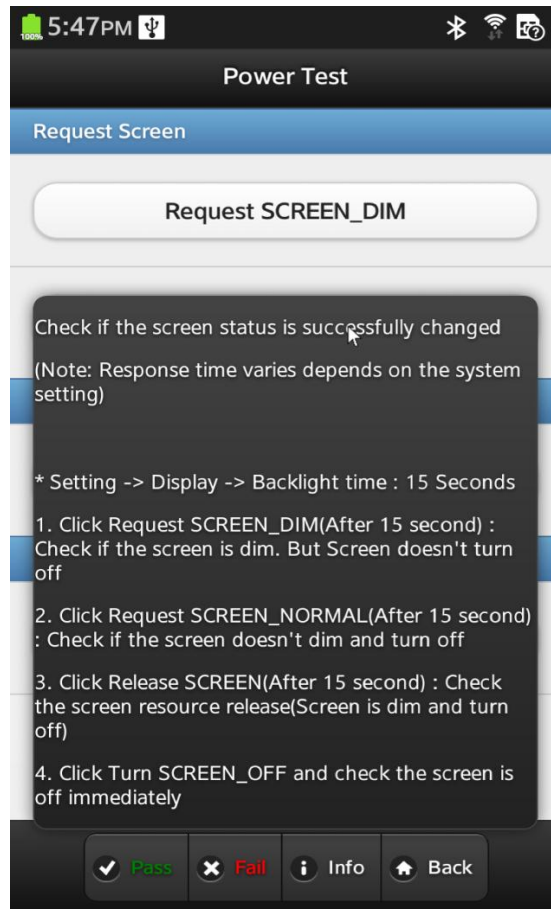 100%
5:47PM
Power Test
Request Screen
Request SCREEN_DIM
Check if the screen status is successfully changed
(Note: Response time varies depends on the system
setting)
* Setting -> Display -> Backlight time : 15 Seconds
1. Click Request SCREEN_DIM(After 15 second) :
Check if the screen is dim. But Screen doesn't turn
off
2. Click Request SCREEN_NORMAL(After 15 second)
: Check if the screen doesn't dim and turn off
3. Click Release SCREEN(After 15 second) : Check
the screen resource release(Screen is dim and turn
off)
4. Click Turn SCREEN_OFF and check the screen is
off immediately
Pass Fail Info Back